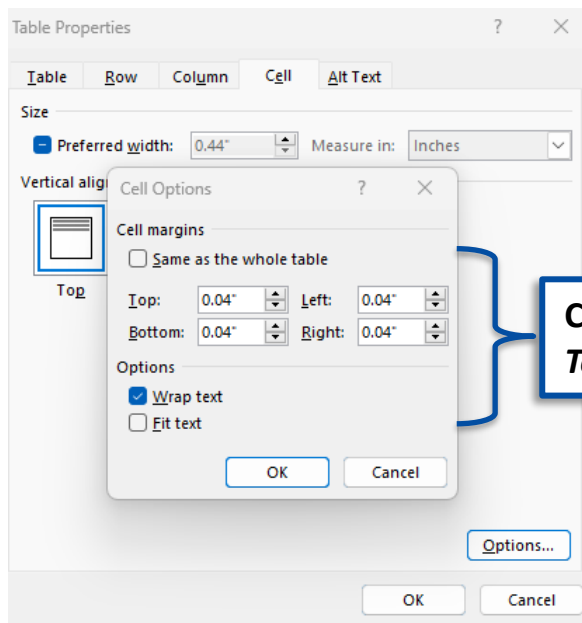 Table Properties ? ×
Table Row Column Cell Alt Text
Size
Preferred width: 0.44" Measure in: Inches
Vertical alig
Top
Cell Options ? ×
Cell margins
Same as the whole table
Top: 0.04" Left: 0.04"
Bottom: 0.04" Right: 0.04"
Options
Wrap text
Fit text
OK Cancel
Options...
OK Cancel